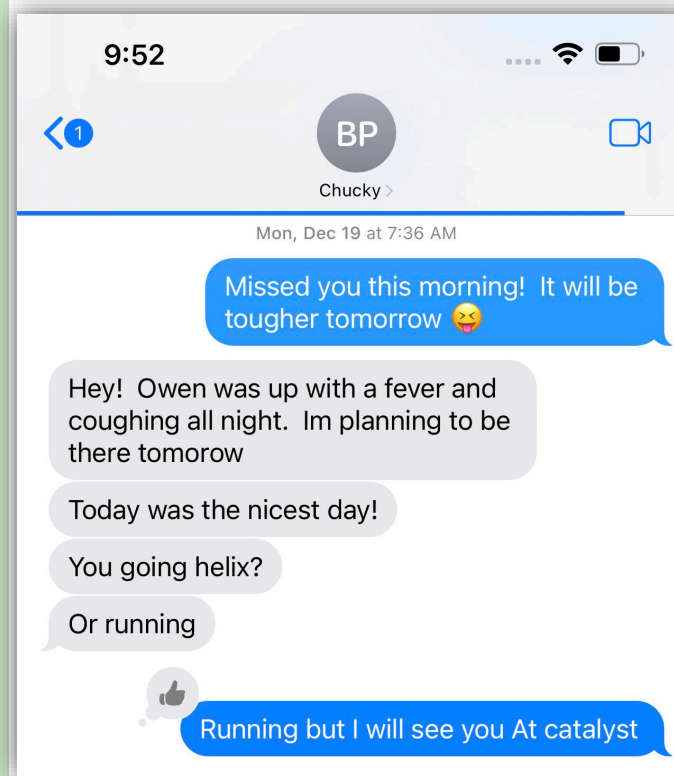 9:52
1
BP
Chucky
Mon, Dec 19 at 7:36 AM
Missed you this morning!  It will be
tougher tomorrow 😝
Hey!  Owen was up with a fever and
coughing all night.  Im planning to be
there tomorow
Today was the nicest day!
You going helix?
Or running
Running but I will see you At catalyst